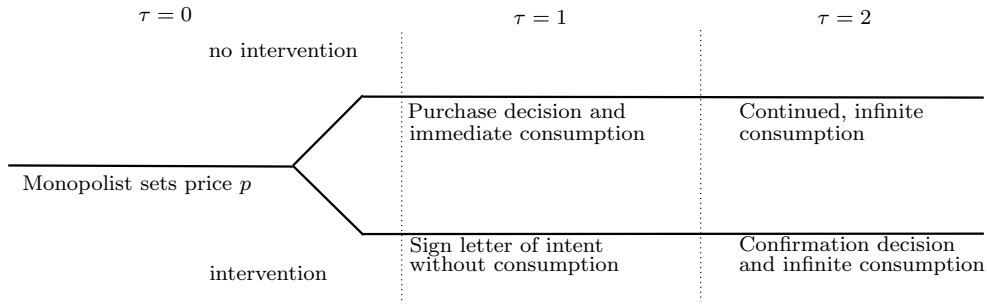 τ = 0
τ = 1
τ = 2
no intervention
Purchase decision and
immediate consumption
Continued, infinite
consumption
Monopolist sets price p
Sign letter of intent
without consumption
Confirmation decision
and infinite consumption
intervention